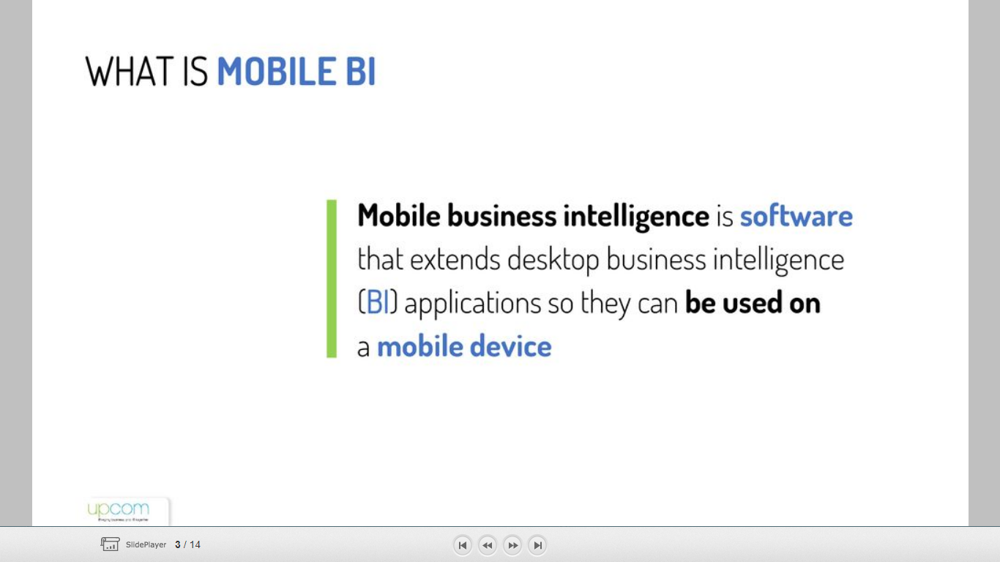 WHAT IS MOBILE BI
Mobile business intelligence is software
that extends desktop business intelligence
(BI) applications so they can be used on
a mobile device
upcom
Bringing business and IT together
SlidePlayer 3 / 14